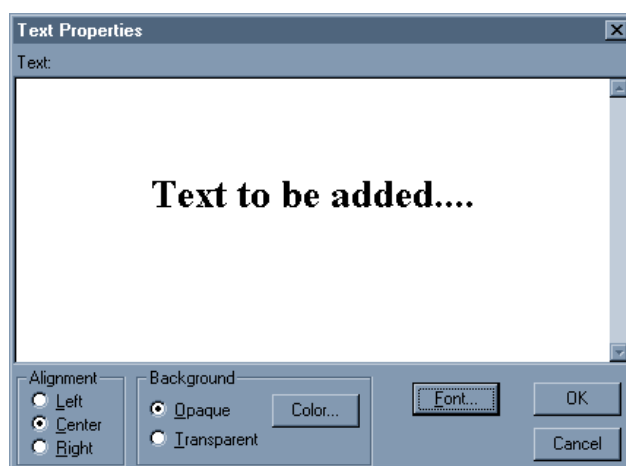 Text Properties
Text:
Text to be added....
Alignment
Left
Center
Right
Background
Opaque
Color...
Transparent
Font...
OK
Cancel